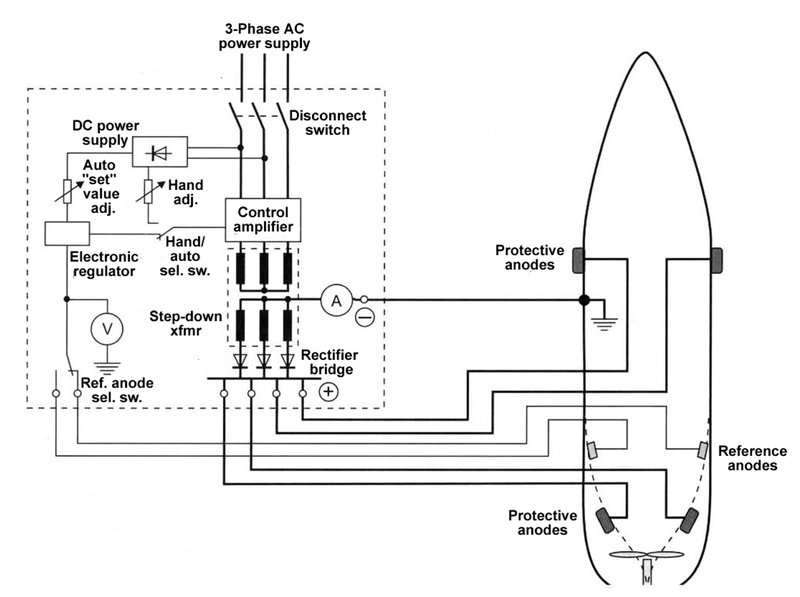 3-Phase AC
power supply
Disconnect
switch
DC power
supply
Auto
"set"
value
adj.
Hand
adj.
Control
amplifier
Electronic
regulator
Hand/
auto
sel. sw.
Step-down
xfmr
A
−
V
Rectifier
bridge
+
Ref. anode
sel. sw.
Protective
anodes
Reference
anodes
Protective
anodes